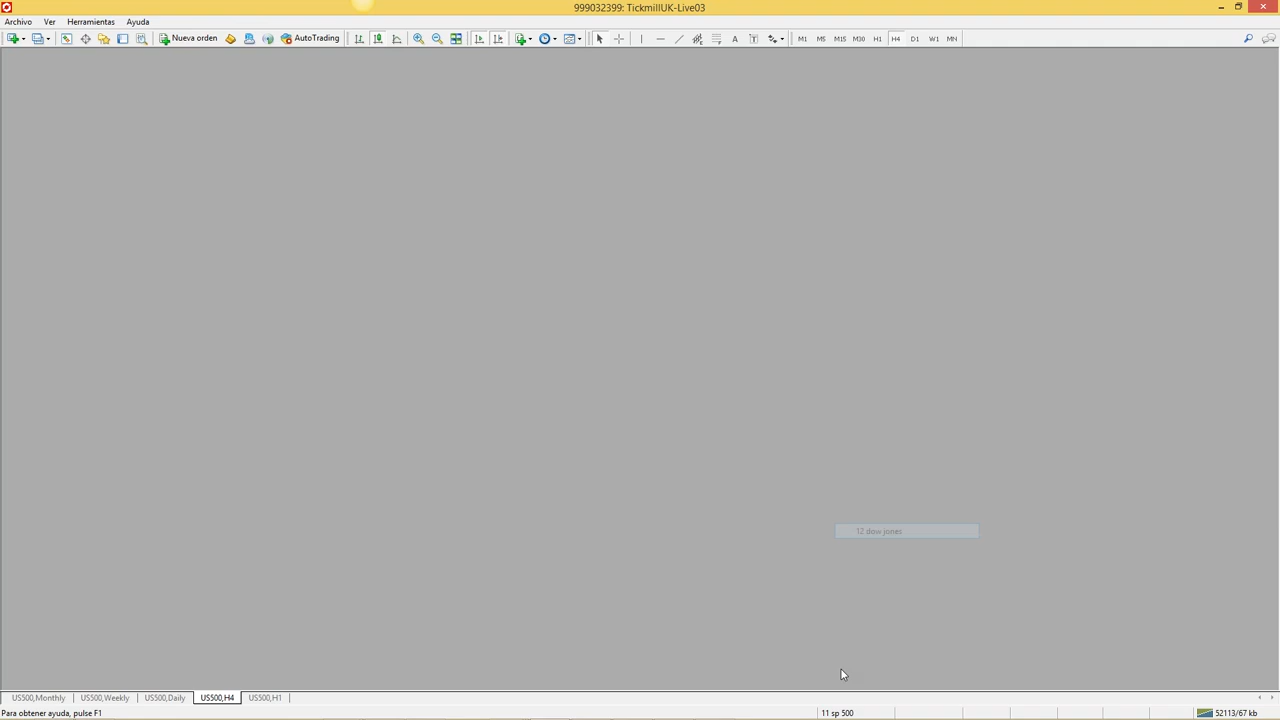 999032399: TickmillUK-Live03
Archivo Ver Herramientas Ayuda
Nueva orden AutoTrading A T M1 M5 M15 M30 H1 H4 D1 W1 MN
12 dow jones
US500,Monthly US500,Weekly US500,Daily US500,H4 US500,H1
Para obtener ayuda, pulse F1 11 sp 500 52113/67 kb